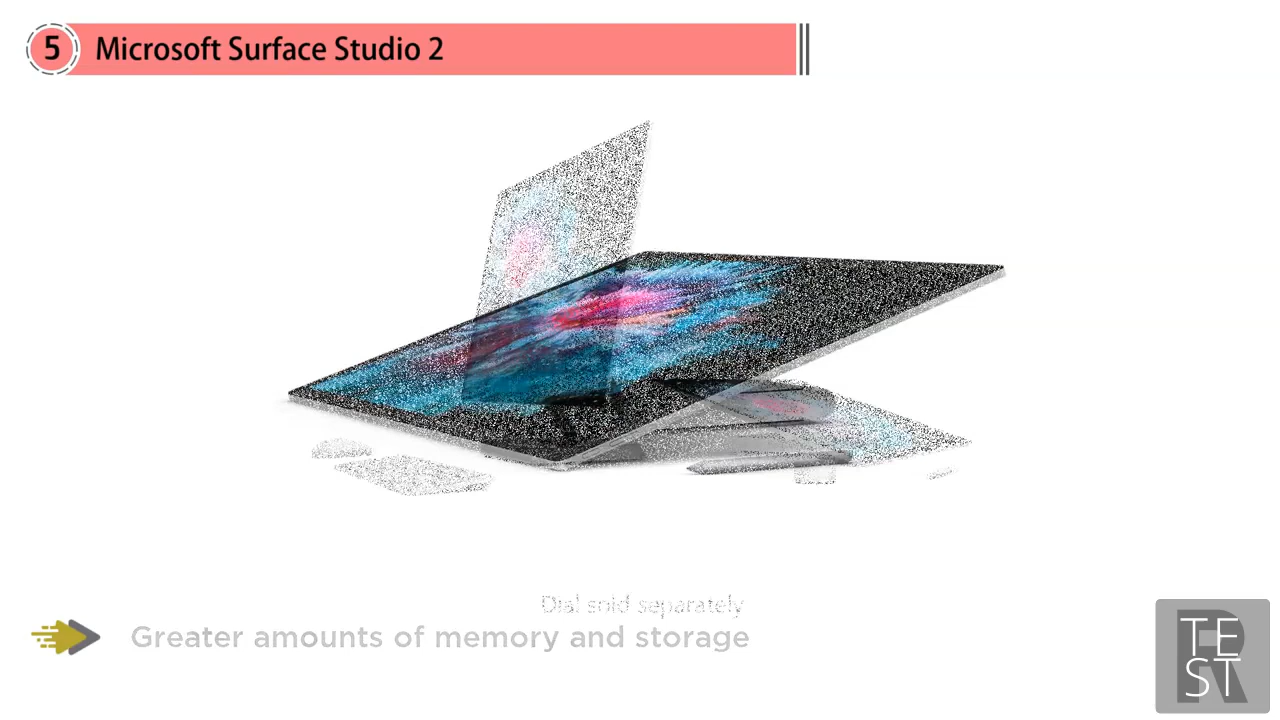 5 Microsoft Surface Studio 2
Dial sold separately
Greater amounts of memory and storage
R
TE
ST